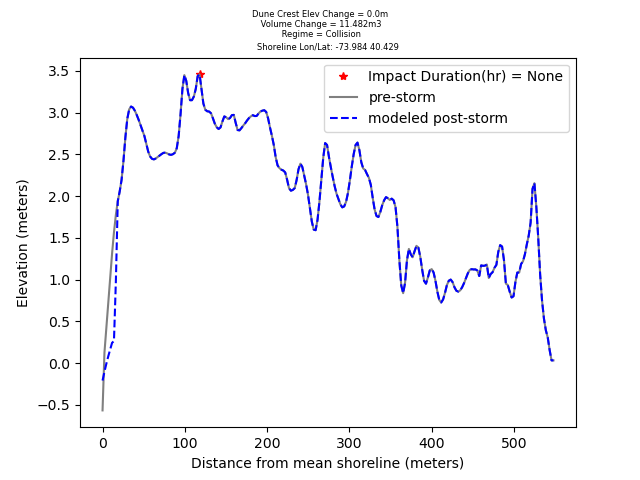 Dune Crest Elev Change = 0.0m
Volume Change = 11.482m3
Regime = Collision
Shoreline Lon/Lat: -73.984 40.429
Impact Duration(hr) = None
pre-storm
modeled post-storm
3.5
3.0
2.5
2.0
1.5
1.0
0.5
0.0
−0.5
Elevation (meters)
0 100 200 300 400 500
Distance from mean shoreline (meters)